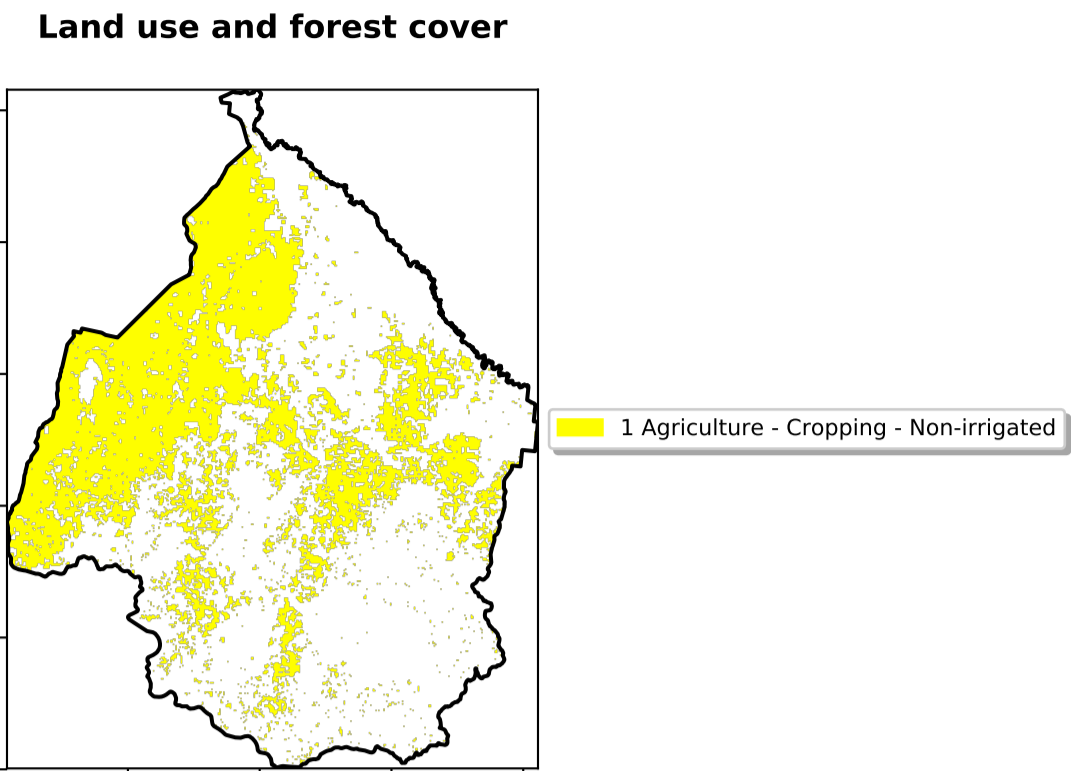 Land use and forest cover
1 Agriculture - Cropping - Non-irrigated